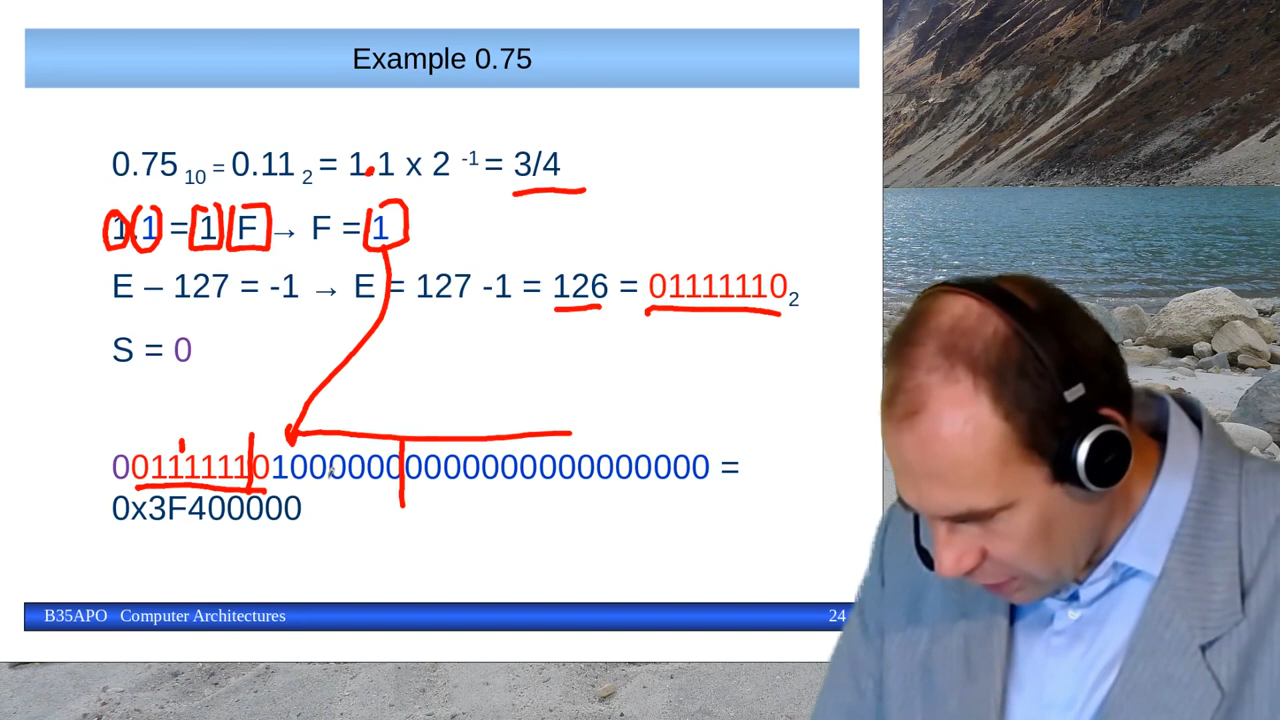 Example 0.75
0.75 10 = 0.11 2 = 1.1 x 2 -1 = 3/4
1.1 = 1.F → F = 1
E – 127 = -1 → E = 127 -1 = 126 = 01111110 2
S = 0
00111111010000000000000000000000 =
0x3F400000
B35APO Computer Architectures 24